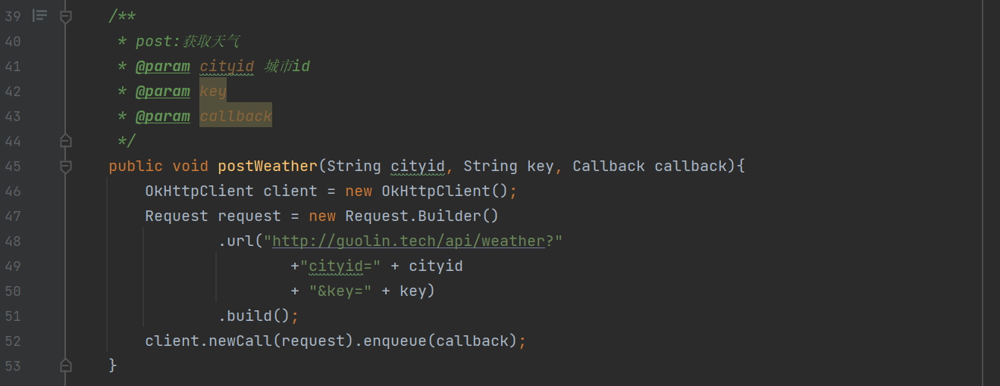 39 /**
40 * post:获取天气
41 * @param cityid 城市id
42 * @param key
43 * @param callback
44 */
45 public void postWeather(String cityid, String key, Callback callback){
46 OkHttpClient client = new OkHttpClient();
47 Request request = new Request.Builder()
48 .url("http://guolin.tech/api/weather?"
49 +"cityid=" + cityid
50 + "&key=" + key)
51 .build();
52 client.newCall(request).enqueue(callback);
53 }